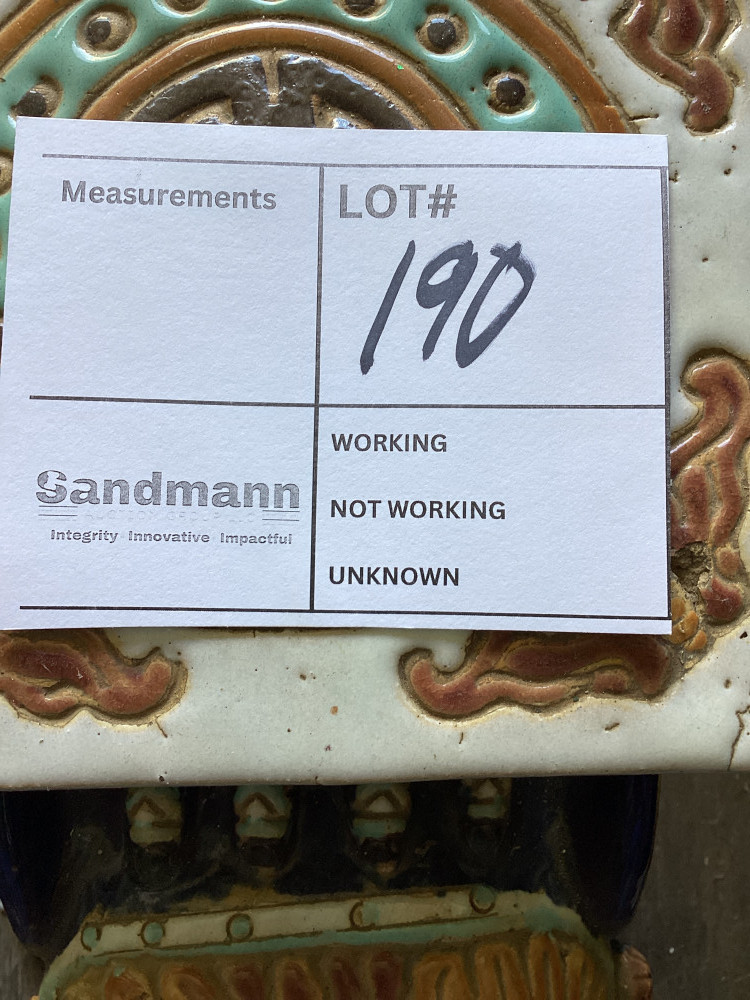 Measurements
LOT#
190
Sandmann
Integrity Innovative Impactful
WORKING
NOT WORKING
UNKNOWN